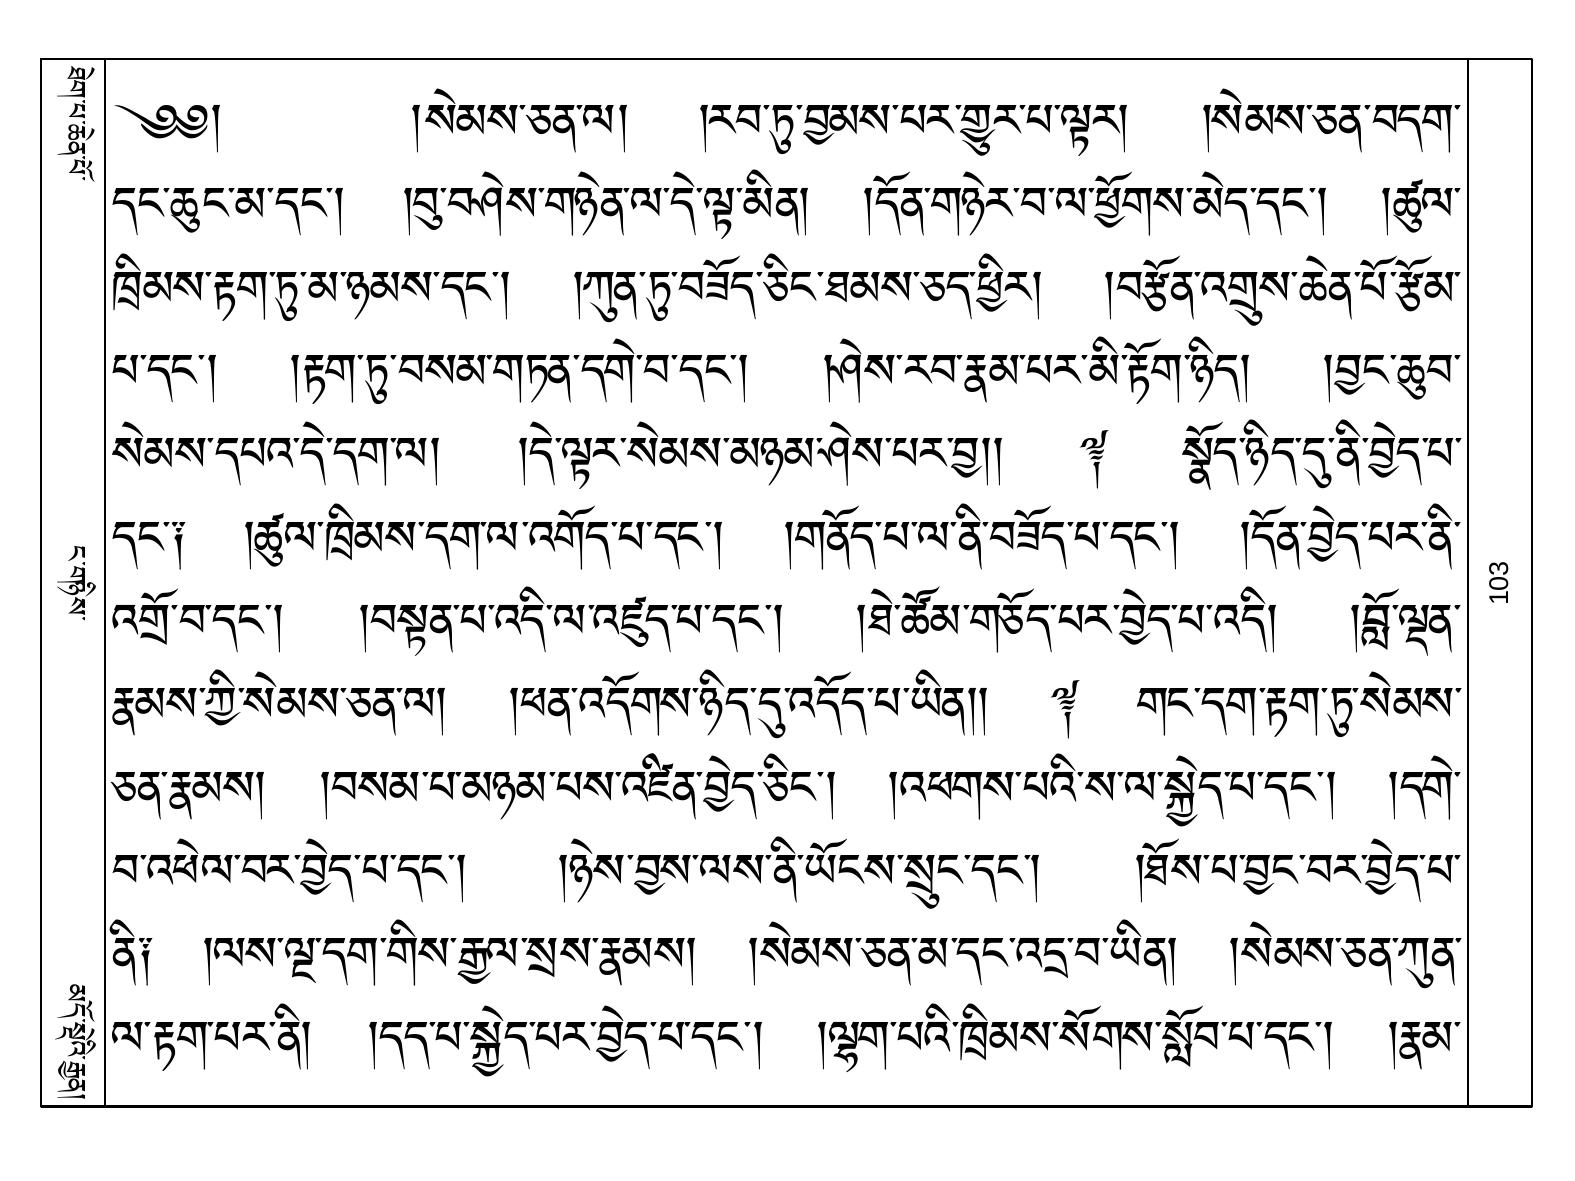 ཐེག་པ་ཆེན་པོ་
༄༅། །སེམས་ཅན་ལ། །རབ་ཏུ་བྱམས་པར་གྱུར་པ་ལྟར། །སེམས་ཅན་བདག་
དང་ཆུང་མ་དང་། །བུ་བཤེས་གཉེན་ལ་དེ་ལྟ་མིན། །དོན་གཉེར་བ་ལ་ཕྱོགས་མེད་དང་། །ཚུལ་
ཁྲིམས་རྟག་ཏུ་མ་ཉམས་དང་། །ཀུན་ཏུ་བཟོད་ཅིང་ཐམས་ཅད་ཕྱིར། །བརྩོན་འགྲུས་ཆེན་པོ་རྩོམ་
པ་དང་། །རྟག་ཏུ་བསམ་གཏན་དགེ་བ་དང་། །ཤེས་རབ་རྣམ་པར་མི་རྟོག་ཉིད། །བྱང་ཆུབ་
སེམས་དཔའ་དེ་དག་ལ། །དེ་ལྟར་སེམས་མཉམ་ཤེས་པར་བྱ།། ༈ སྣོད་ཉིད་དུ་ནི་བྱེད་པ་
དང་༑ །ཚུལ་ཁྲིམས་དག་ལ་འགོད་པ་དང་། །གནོད་པ་ལ་ནི་བཟོད་པ་དང་། །དོན་བྱེད་པར་ནི་
ང་གཉིས་
འགྲོ་བ་དང་། །བསྟན་པ་འདི་ལ་འཛུད་པ་དང་། །ཐེ་ཚོམ་གཅོད་པར་བྱེད་པ་འདི། །བློ་ལྡན་
རྣམས་ཀྱི་སེམས་ཅན་ལ། །ཕན་འདོགས་ཉིད་དུ་འདོད་པ་ཡིན།། ༈ གང་དག་རྟག་ཏུ་སེམས་
ཅན་རྣམས། །བསམ་པ་མཉམ་པས་འཛིན་བྱེད་ཅིང་། །འཕགས་པའི་ས་ལ་སྐྱེད་པ་དང་། །དགེ་
བ་འཕེལ་བར་བྱེད་པ་དང་། །ཉེས་བྱས་ལས་ནི་ཡོངས་སྲུང་དང་། །ཐོས་པ་བྱང་བར་བྱེད་པ་
ནི༑ །ལས་ལྔ་དག་གིས་རྒྱལ་སྲས་རྣམས། །སེམས་ཅན་མ་དང་འདྲ་བ་ཡིན། །སེམས་ཅན་ཀུན་
ལ་རྟག་པར་ནི། །དད་པ་སྐྱེད་པར་བྱེད་པ་དང་། །ལྷག་པའི་ཁྲིམས་སོགས་སློབ་པ་དང་། །རྣམ་
མདོ་སྡེའི་རྒྱན།
103